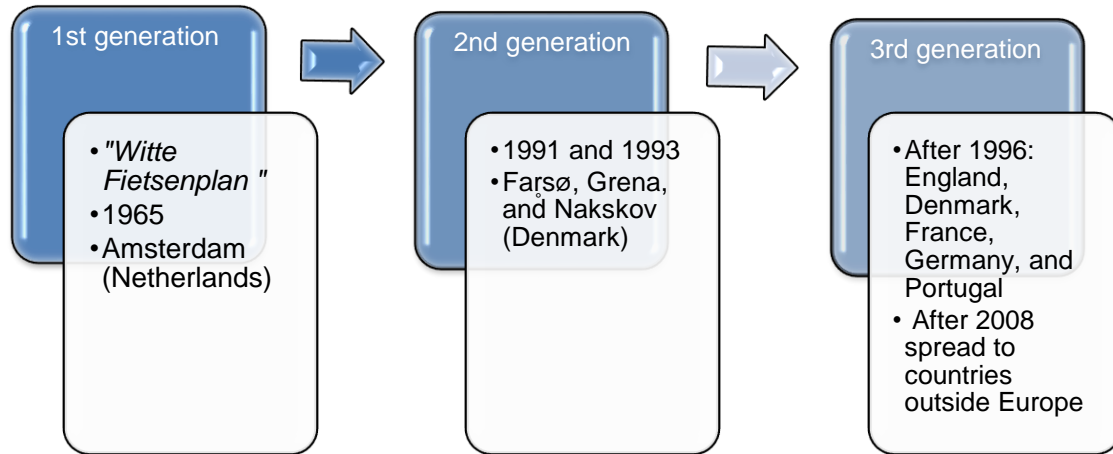 1st generation
• "Witte
Fietsenplan "
• 1965
• Amsterdam
(Netherlands)
2nd generation
• 1991 and 1993
• Farsø, Grena,
and Nakskov
(Denmark)
3rd generation
• After 1996:
England,
Denmark,
France,
Germany, and
Portugal
• After 2008
spread to
countries
outside Europe